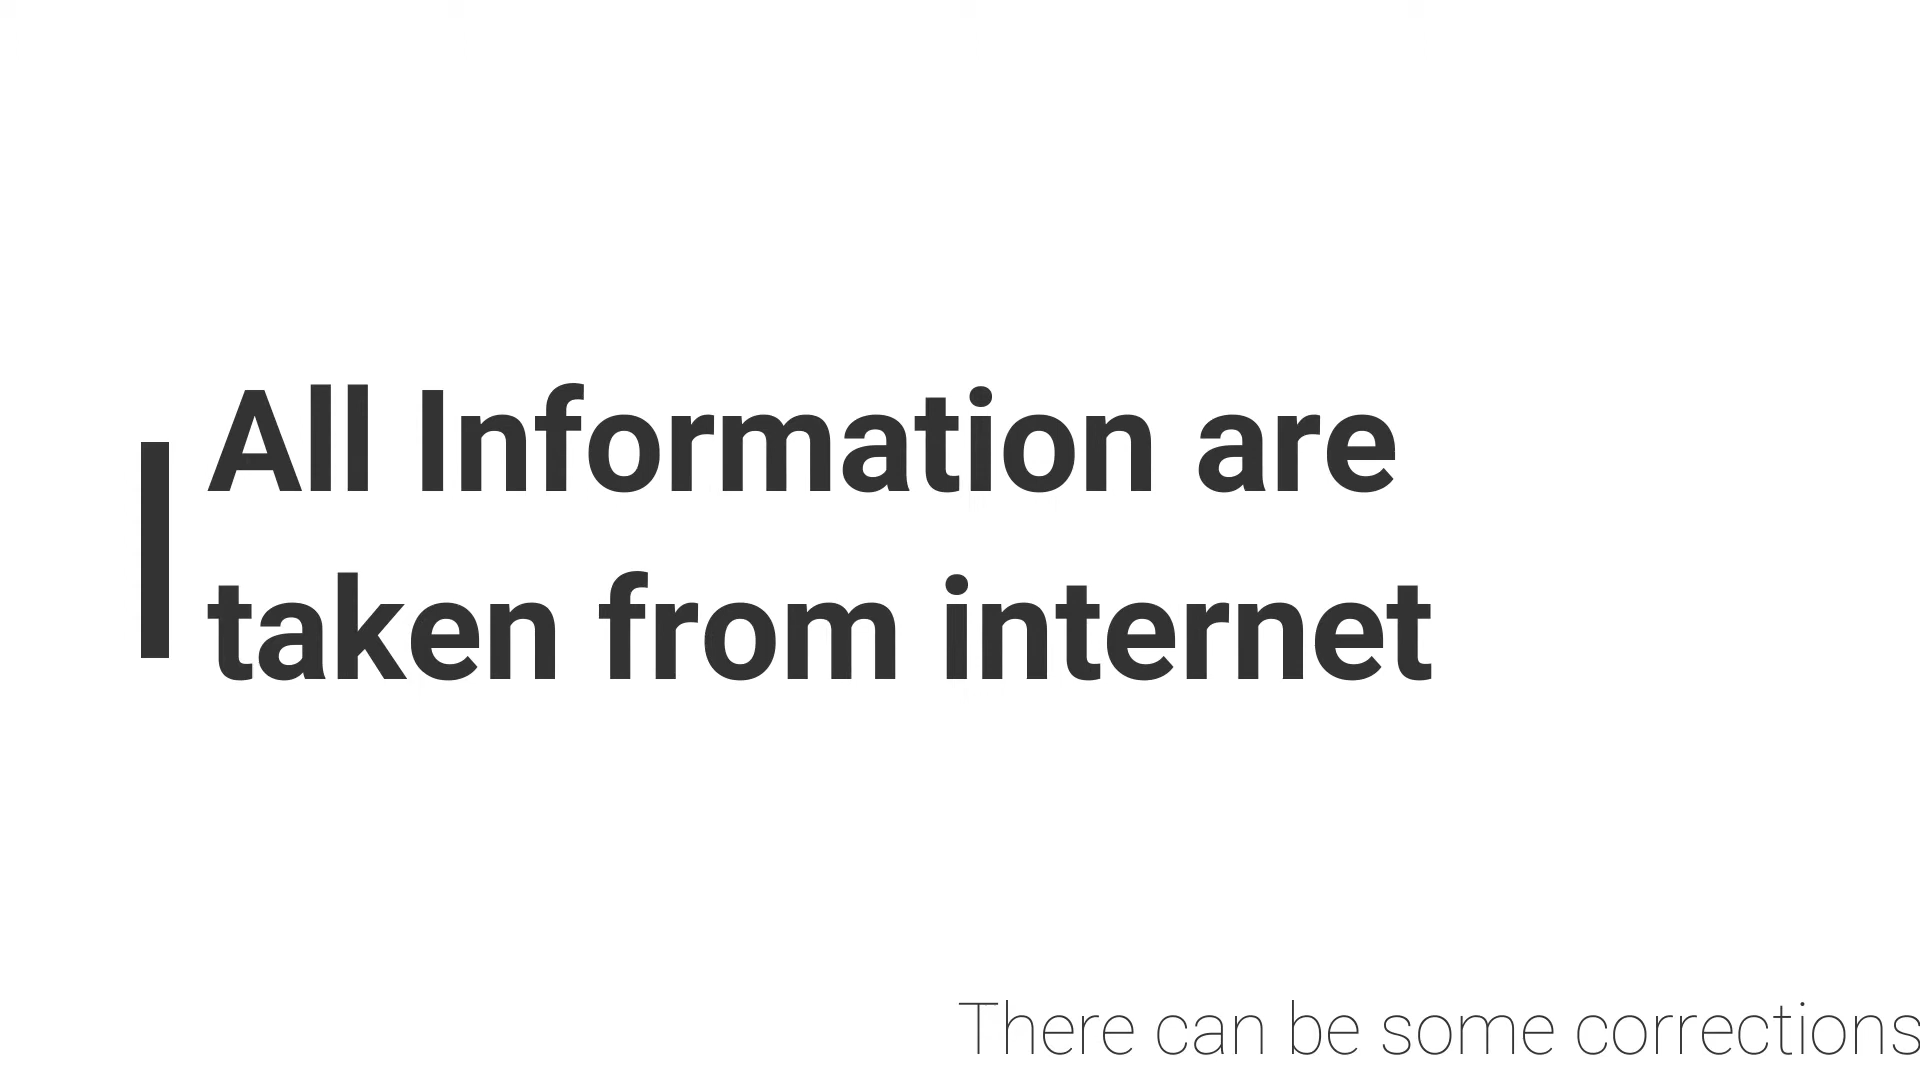 All Information are
taken from internet
There can be some corrections